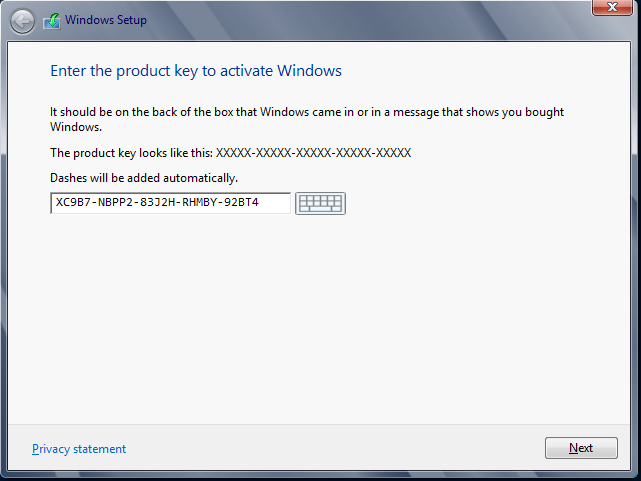 Windows Setup
Enter the product key to activate Windows
It should be on the back of the box that Windows came in or in a message that shows you bought
Windows.
The product key looks like this: XXXXX-XXXXX-XXXXX-XXXXX-XXXXX
Dashes will be added automatically.
XC9B7-NBPP2-83J2H-RHMBY-92BT4
Privacy statement
Next